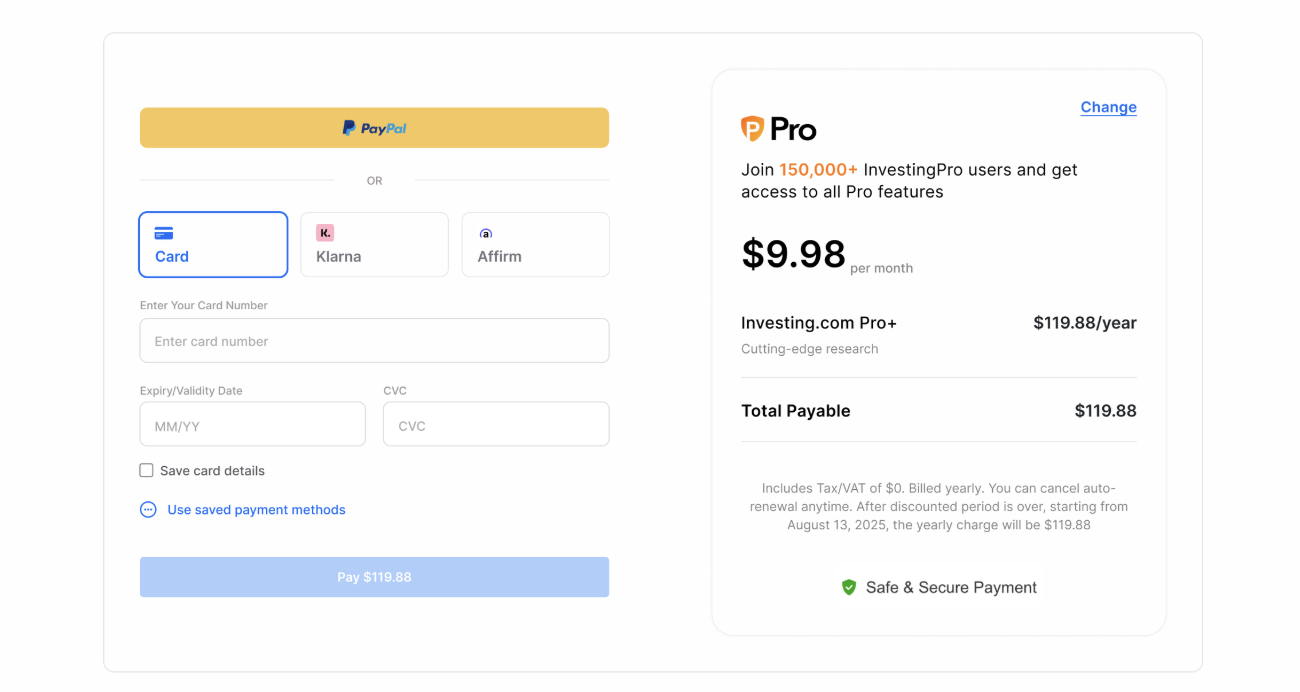 PayPal
OR
Card
K.
Klarna
a
Affirm
Enter Your Card Number
Enter card number
Expiry/Validity Date
CVC
MM/YY
CVC
Save card details
Use saved payment methods
Pay $119.88
Change
P Pro
Join 150,000+ InvestingPro users and get
access to all Pro features
$9.98 per month
Investing.com Pro+
$119.88/year
Cutting-edge research
Total Payable
$119.88
Includes Tax/VAT of $0. Billed yearly. You can cancel auto-
renewal anytime. After discounted period is over, starting from
August 13, 2025, the yearly charge will be $119.88
Safe & Secure Payment